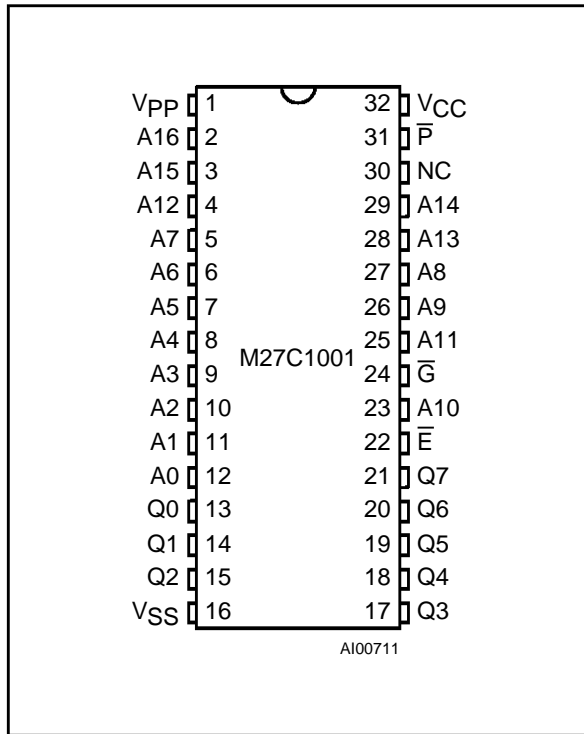 VPP 1 32 VCC
A16 2 31 P̅
A15 3 30 NC
A12 4 29 A14
A7 5 28 A13
A6 6 27 A8
A5 7 26 A9
A4 8 25 A11
M27C1001
A3 9 24 G̅
A2 10 23 A10
A1 11 22 E̅
A0 12 21 Q7
Q0 13 20 Q6
Q1 14 19 Q5
Q2 15 18 Q4
VSS 16 17 Q3
AI00711